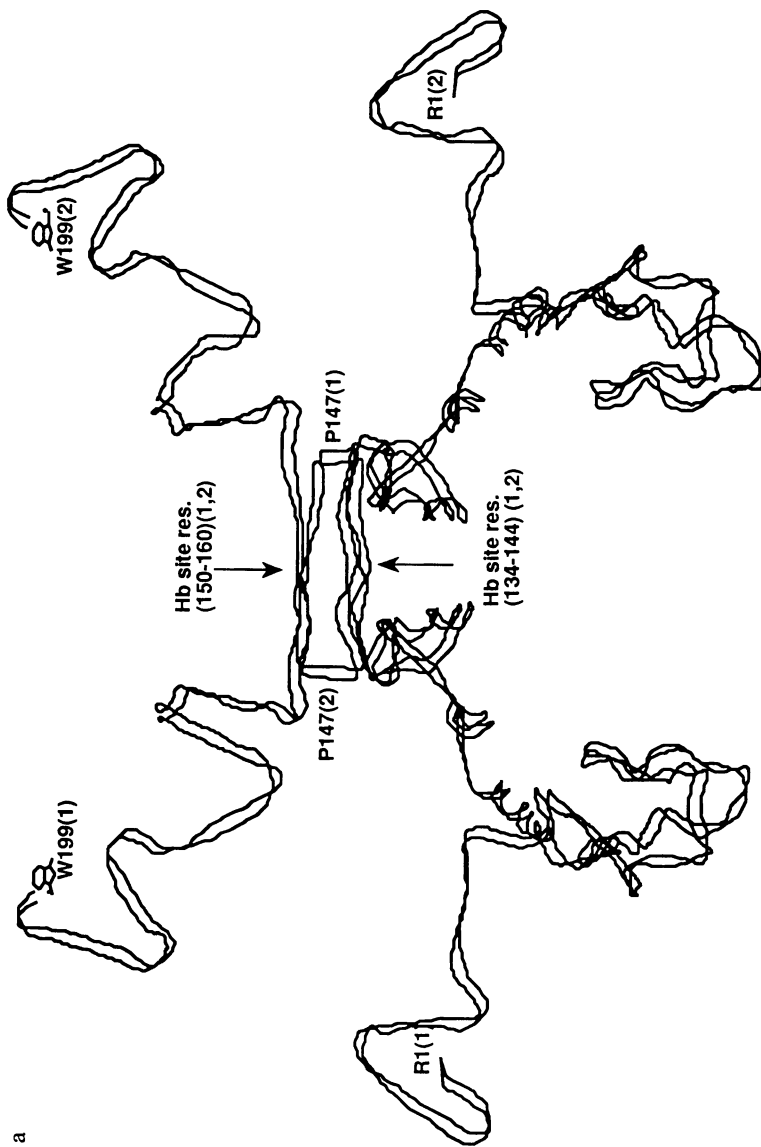 a
W199(1)
W199(2)
Hb site res.
(150-160)(1,2)
P147(2)
P147(1)
Hb site res.
(134-144) (1,2)
R1(1)
R1(2)